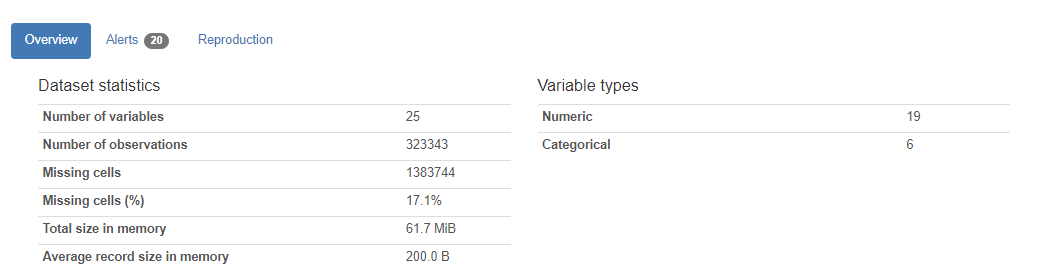 Overview Alerts 20 Reproduction
Dataset statistics
Number of variables 25
Number of observations 323343
Missing cells 1383744
Missing cells (%) 17.1%
Total size in memory 61.7 MiB
Average record size in memory 200.0 B
Variable types
Numeric 19
Categorical 6